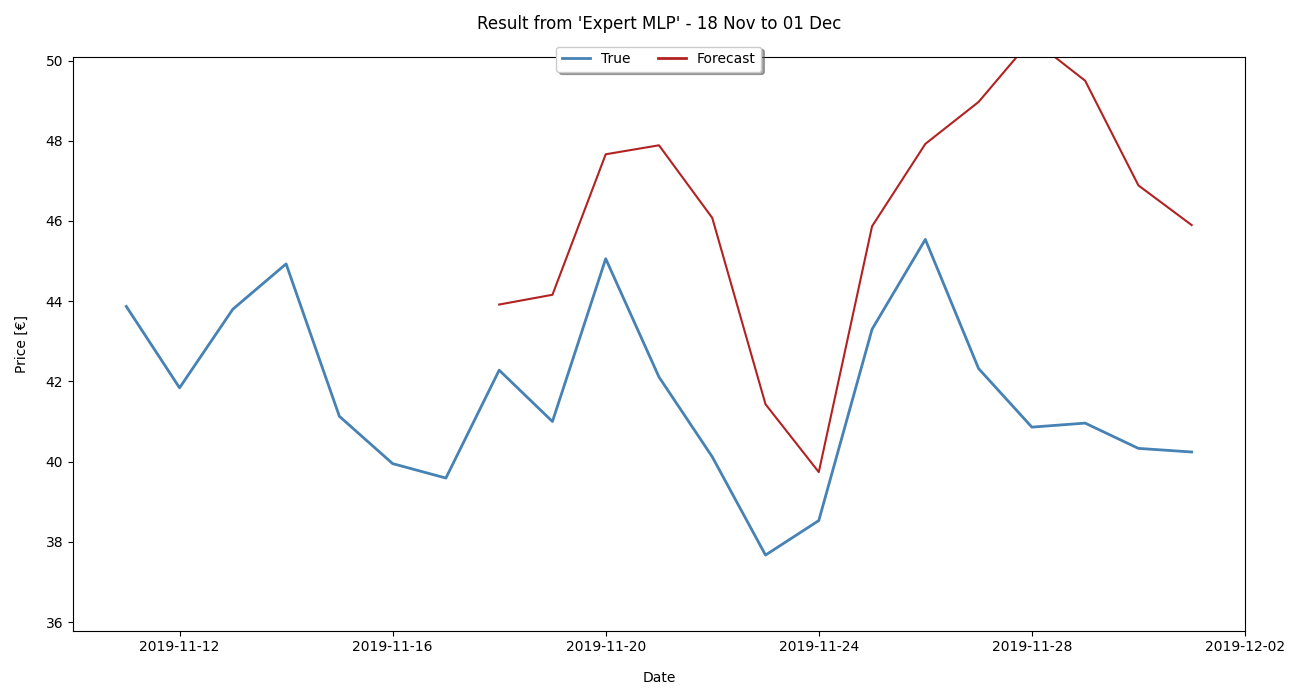 Result from 'Expert MLP' - 18 Nov to 01 Dec
True Forecast
50
48
46
44
42
40
38
36
Price [€]
2019-11-12 2019-11-16 2019-11-20 2019-11-24 2019-11-28 2019-12-02
Date